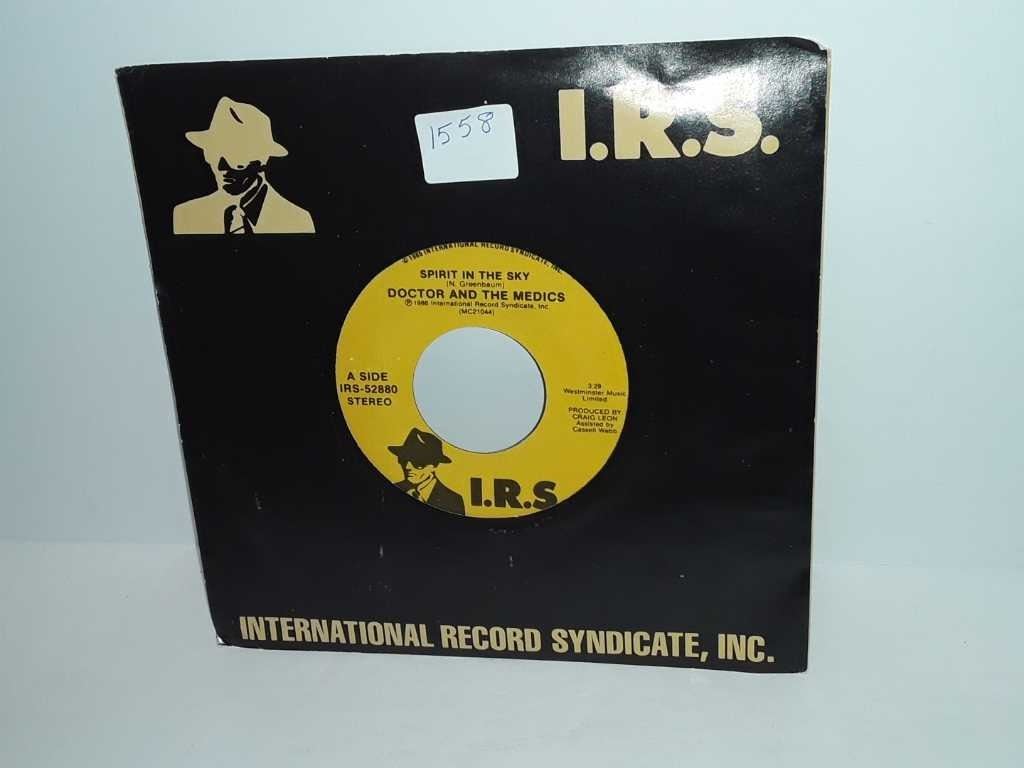 1558
I.R.S.
© 1986 INTERNATIONAL RECORD SYNDICATE, INC.
SPIRIT IN THE SKY
(N. Greenbaum)
DOCTOR AND THE MEDICS
℗ 1986 International Record Syndicate, Inc.
(MC21044)
A SIDE
IRS-52880
STEREO
3:29
Westminster Music
Limited
PRODUCED BY
CRAIG LEON
Assisted by
Cassell Webb
I.R.S.
INTERNATIONAL RECORD SYNDICATE, INC.